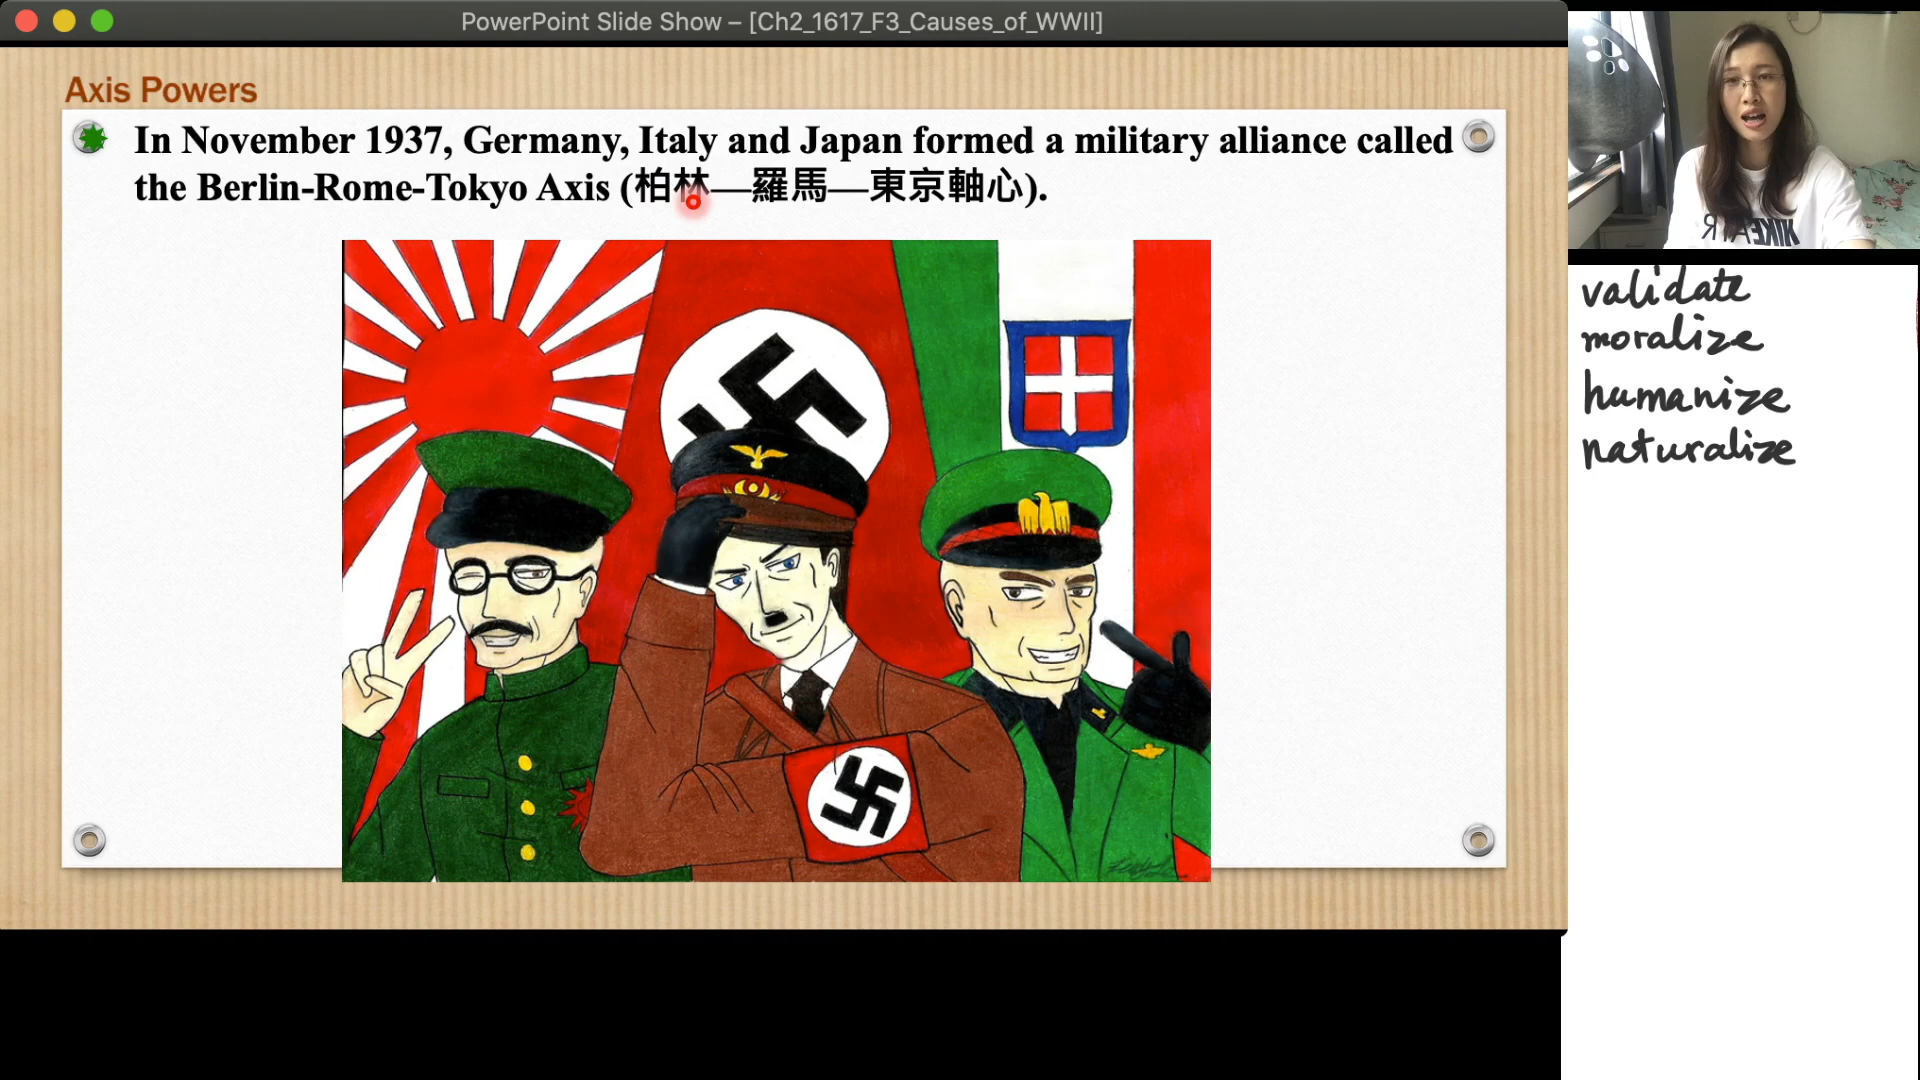 PowerPoint Slide Show – [Ch2_1617_F3_Causes_of_WWII]
Axis Powers
In November 1937, Germany, Italy and Japan formed a military alliance called
the Berlin-Rome-Tokyo Axis (柏林—羅馬—東京軸心).
validate
moralize
humanize
naturalize